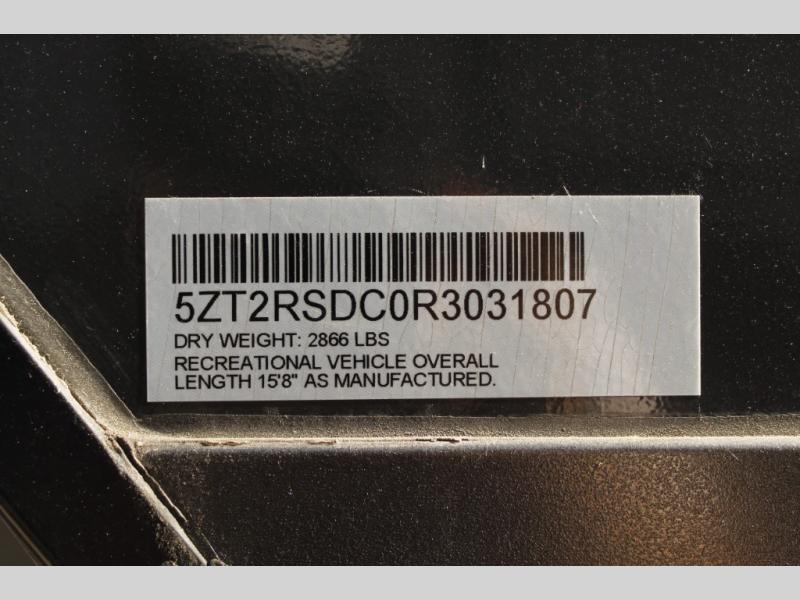 5ZT2RSDC0R3031807
DRY WEIGHT: 2866 LBS
RECREATIONAL VEHICLE OVERALL
LENGTH 15'8" AS MANUFACTURED.